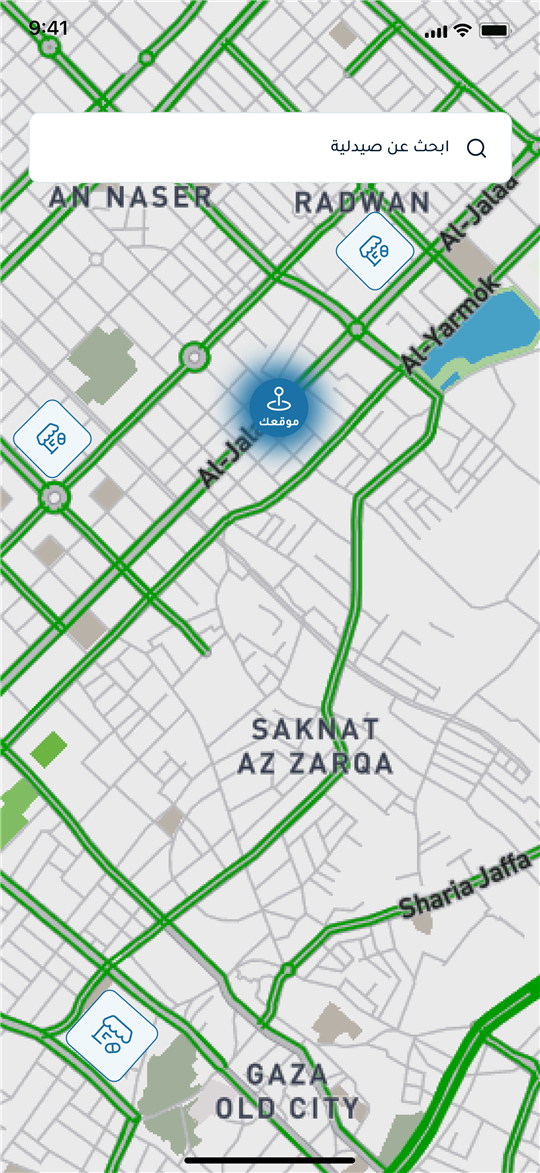 9:41
ابحث عن صيدلية
AN NASER
RADWAN
Al-Jalaa
Al-Yarmok
موقعك
SAKNAT
AZ ZARQA
Sharia Jaffa
GAZA
OLD CITY